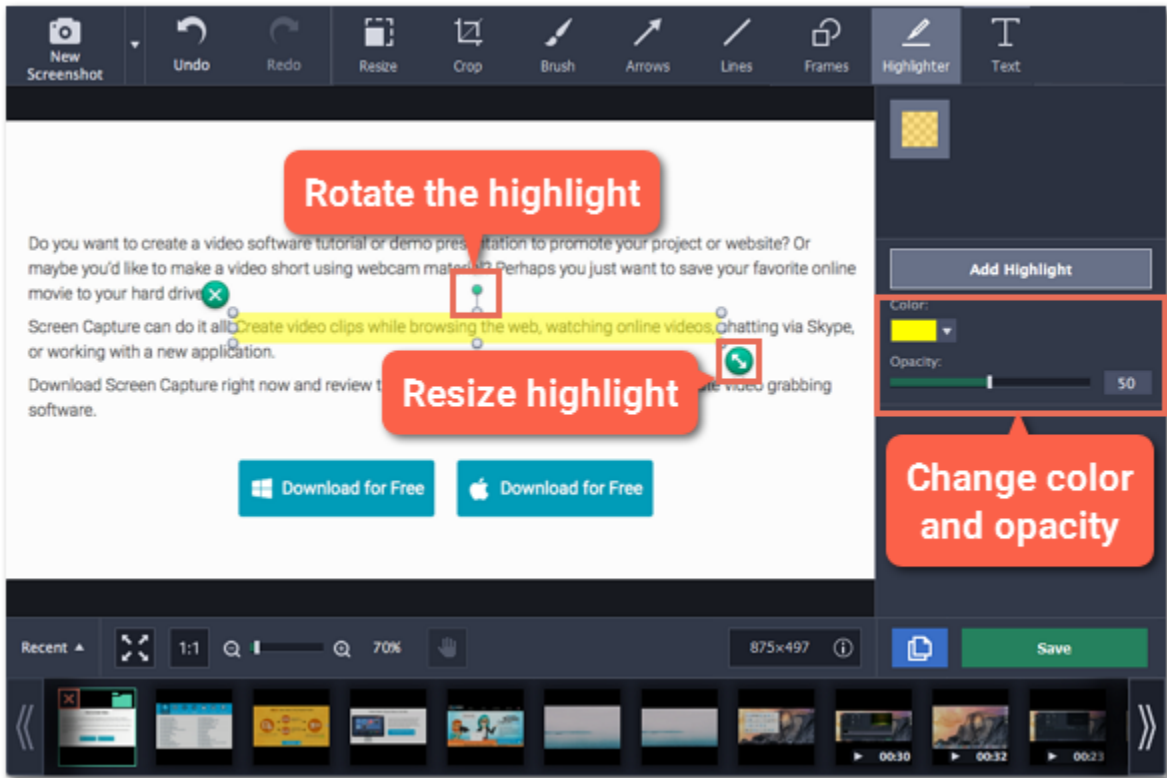 New
Screenshot
Undo
Redo
Resize
Crop
Brush
Arrows
Lines
Frames
Highlighter
Text
Rotate the highlight
Do you want to create a video software tutorial or demo presentation to promote your project or website? Or
maybe you'd like to make a video short using webcam material? Perhaps you just want to save your favorite online
movie to your hard drive
Screen Capture can do it all! Create video clips while browsing the web, watching online videos, chatting via Skype,
or working with a new application.
Download Screen Capture right now and review t video grabbing
software.
Resize highlight
Download for Free
Download for Free
Add Highlight
Color:
Opacity:
50
Change color
and opacity
Recent
1:1
70%
875×497
Save
00:30
00:32
00:23